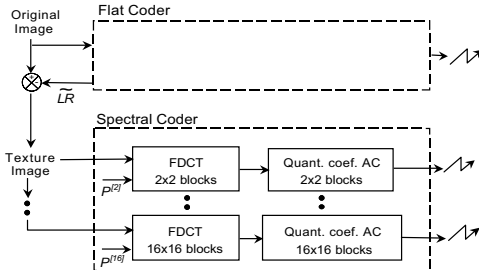 Original
Image
Flat Coder
+
-
L̃R̃
Spectral Coder
Texture
Image
FDCT
2x2 blocks
Quant. coef. AC
2x2 blocks
P[2]
FDCT
16x16 blocks
Quant. coef. AC
16x16 blocks
P[16]